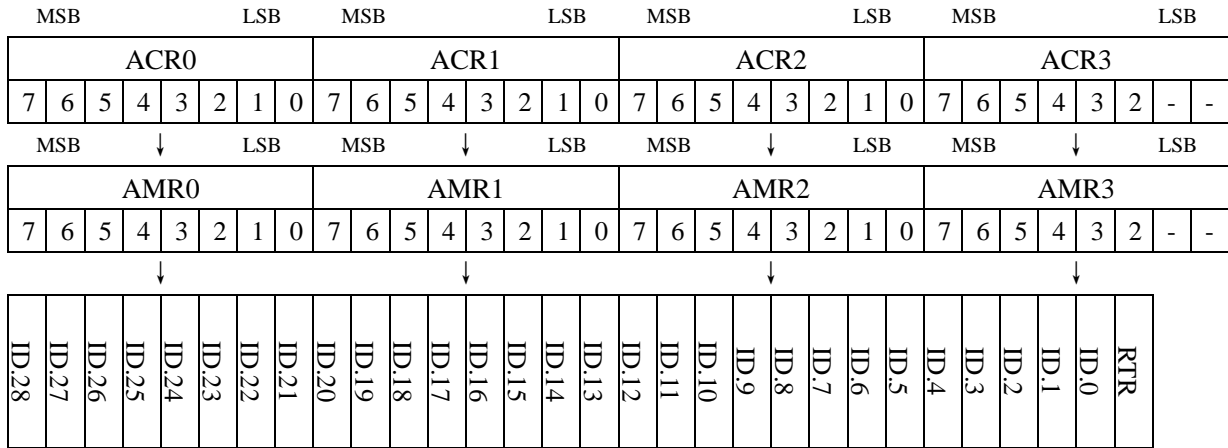 MSB LSB MSB LSB MSB LSB MSB LSB
ACR0 ACR1 ACR2 ACR3
7 6 5 4 3 2 1 0 7 6 5 4 3 2 1 0 7 6 5 4 3 2 1 0 7 6 5 4 3 2 - -
MSB ↓ LSB MSB ↓ LSB MSB ↓ LSB MSB ↓ LSB
AMR0 AMR1 AMR2 AMR3
7 6 5 4 3 2 1 0 7 6 5 4 3 2 1 0 7 6 5 4 3 2 1 0 7 6 5 4 3 2 - -
↓ ↓ ↓ ↓
ID.28 ID.27 ID.26 ID.25 ID.24 ID.23 ID.22 ID.21 ID.20 ID.19 ID.18 ID.17 ID.16 ID.15 ID.14 ID.13 ID.12 ID.11 ID.10 ID.9 ID.8 ID.7 ID.6 ID.5 ID.4 ID.3 ID.2 ID.1 ID.0 RTR